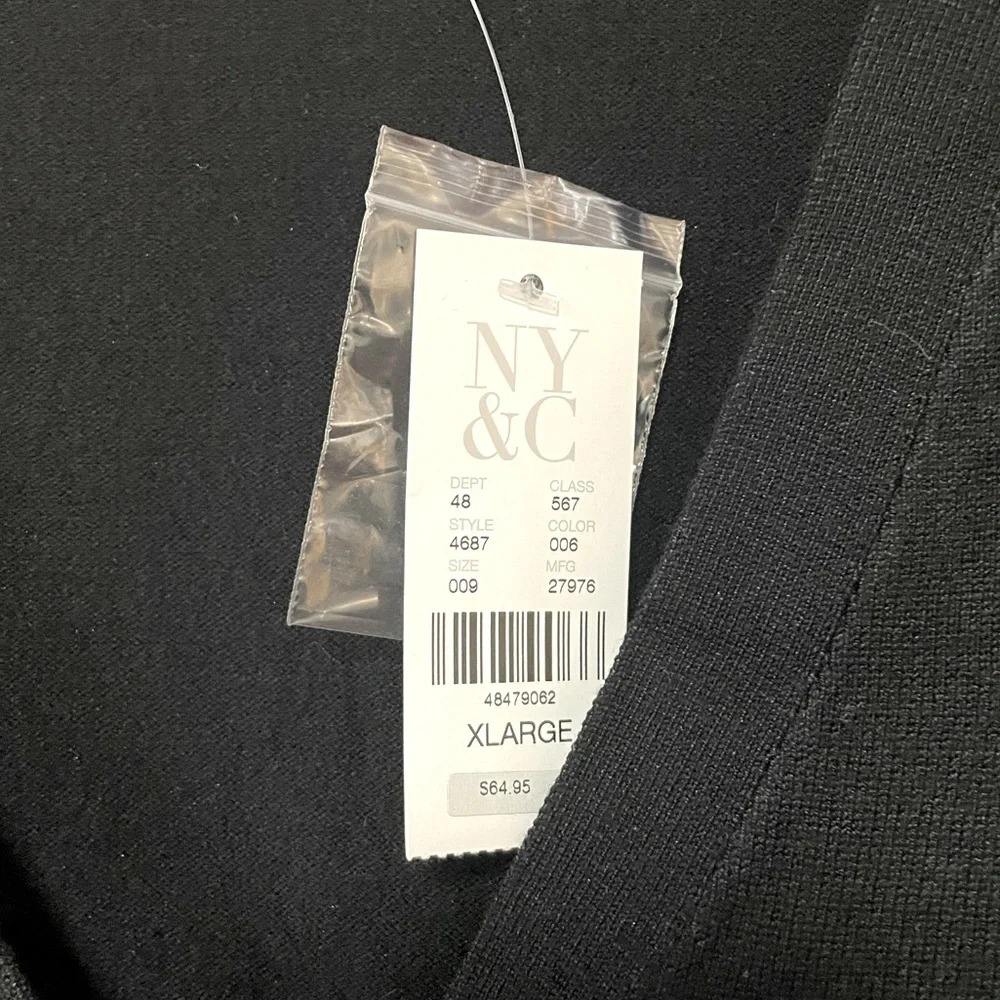 NY
&C
DEPT CLASS
48 567
STYLE COLOR
4687 006
SIZE MFG
009 27976
48479062
XLARGE
$64.95